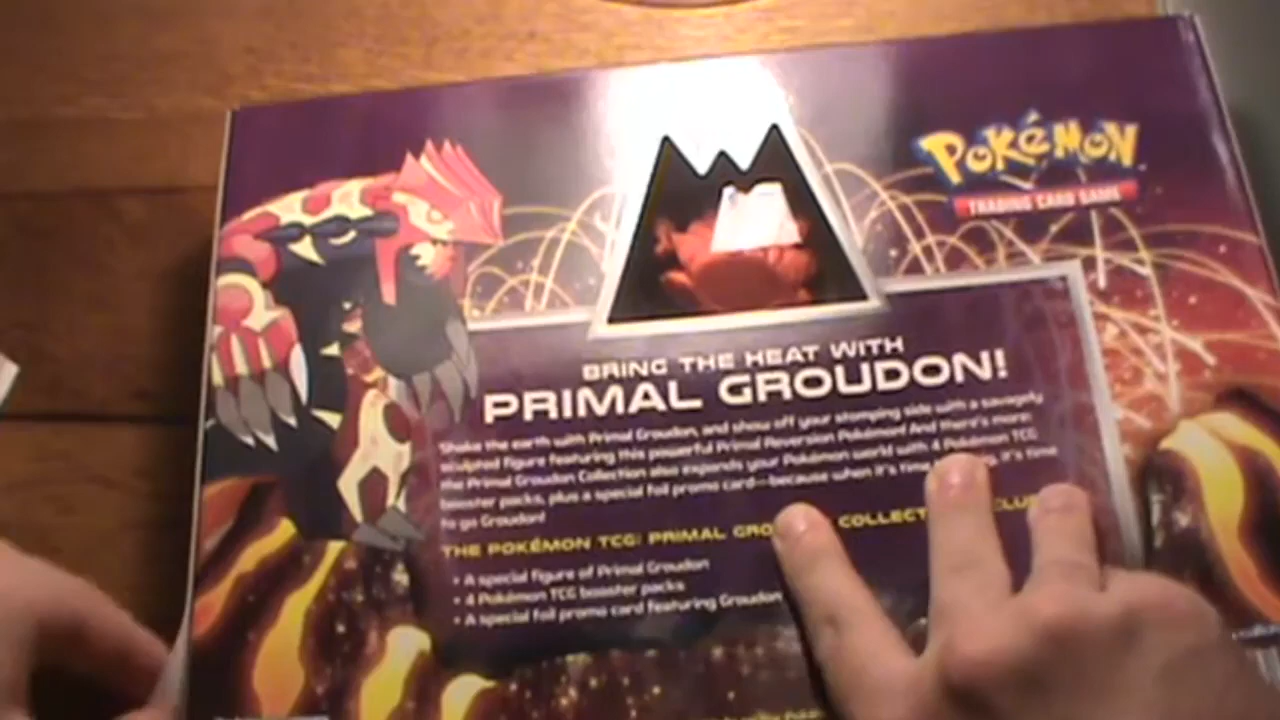 POKÉMON
TRADING CARD GAME
BRING THE HEAT WITH
PRIMAL GROUDON!
Shake the earth with Primal Groudon, and show off your stomping side with a savagely
sculpted figure featuring this powerful Primal Reversion Pokémon! And there's more:
the Primal Groudon Collection also expands your Pokémon world with 4 Pokémon TCG
booster packs, plus a special foil promo card—because when it's time it's time
to go Groudon!
THE POKÉMON TCG: PRIMAL GRO COLLECT CLU
• A special figure of Primal Groudon
• 4 Pokémon TCG booster packs
• A special foil promo card featuring Groudon